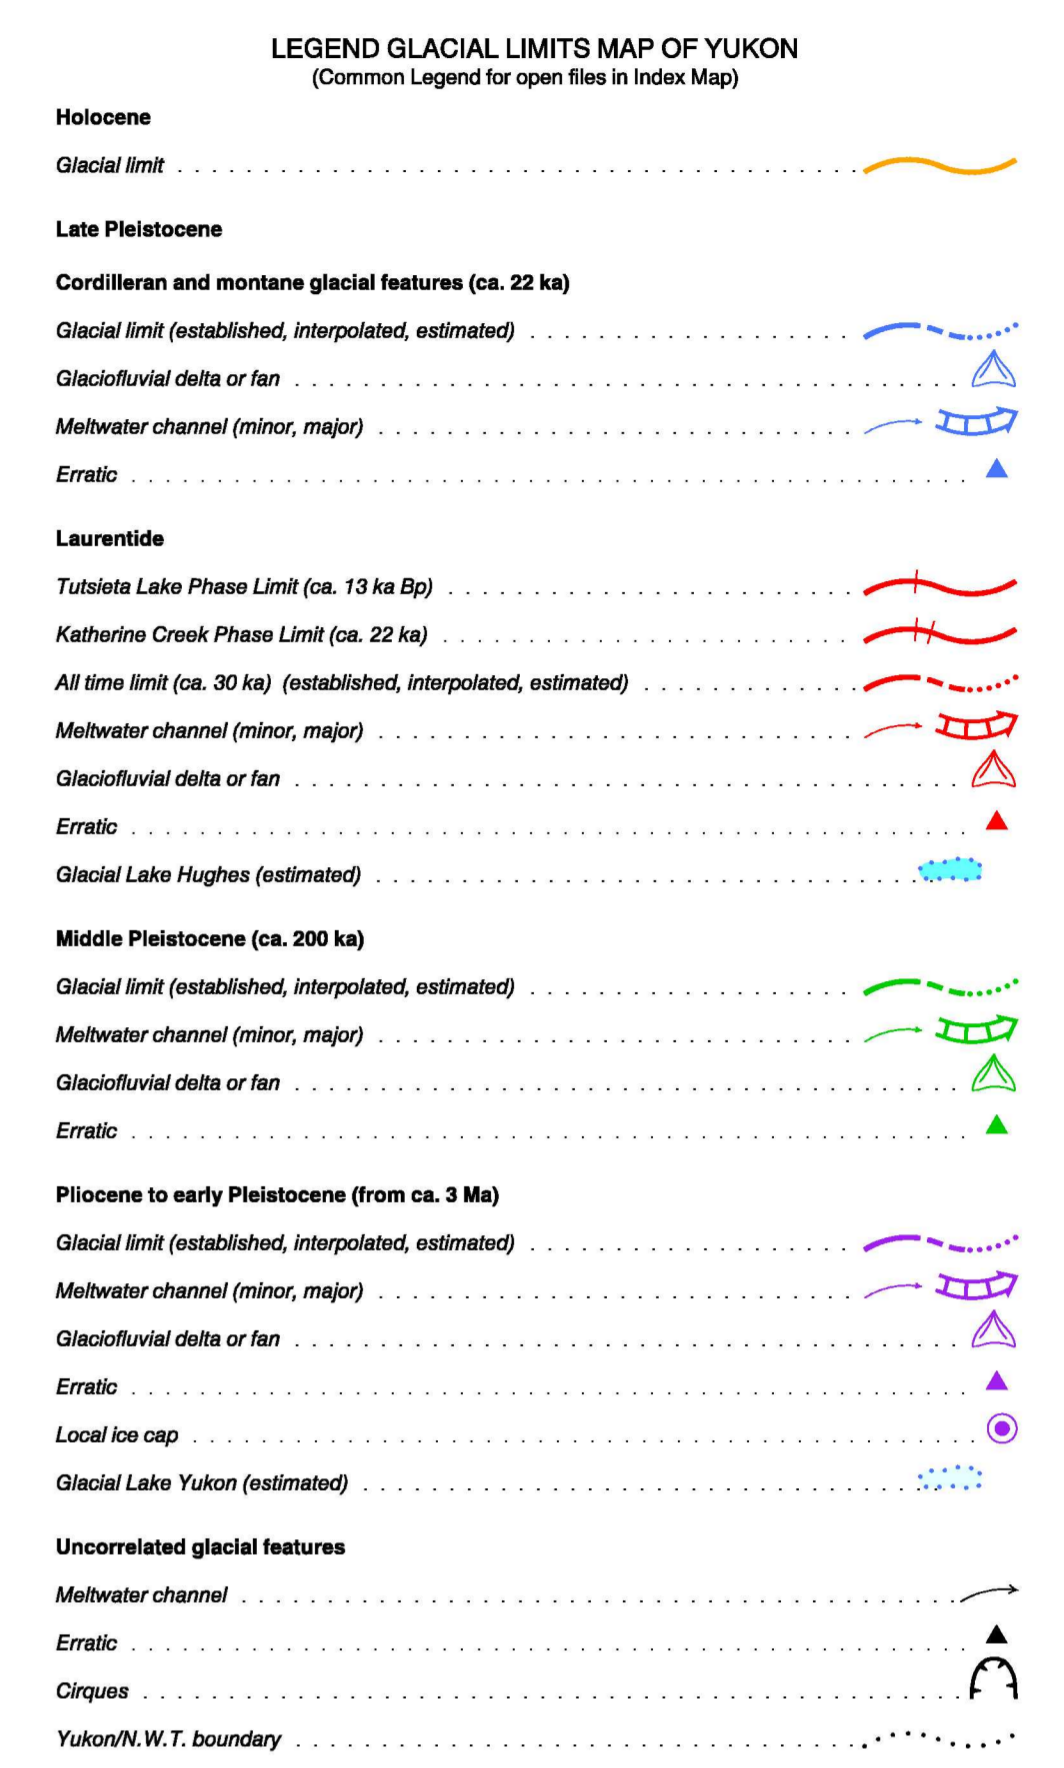 LEGEND GLACIAL LIMITS MAP OF YUKON
(Common Legend for open files in Index Map)
Holocene
Glacial limit
Late Pleistocene
Cordilleran and montane glacial features (ca. 22 ka)
Glacial limit (established, interpolated, estimated)
Glaciofluvial delta or fan
Meltwater channel (minor, major)
Erratic
Laurentide
Tutsieta Lake Phase Limit (ca. 13 ka Bp)
Katherine Creek Phase Limit (ca. 22 ka)
All time limit (ca. 30 ka) (established, interpolated, estimated)
Meltwater channel (minor, major)
Glaciofluvial delta or fan
Erratic
Glacial Lake Hughes (estimated)
Middle Pleistocene (ca. 200 ka)
Glacial limit (established, interpolated, estimated)
Meltwater channel (minor, major)
Glaciofluvial delta or fan
Erratic
Pliocene to early Pleistocene (from ca. 3 Ma)
Glacial limit (established, interpolated, estimated)
Meltwater channel (minor, major)
Glaciofluvial delta or fan
Erratic
Local ice cap
Glacial Lake Yukon (estimated)
Uncorrelated glacial features
Meltwater channel
Erratic
Cirques
Yukon/N.W.T. boundary